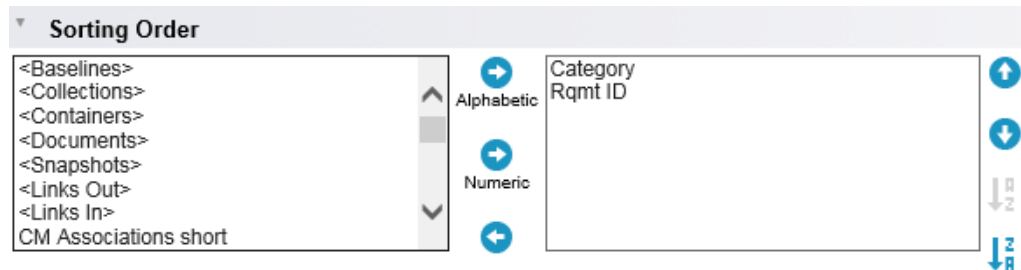 Sorting Order
<Baselines>
<Collections>
<Containers>
<Documents>
<Snapshots>
<Links Out>
<Links In>
CM Associations short
Alphabetic
Numeric
Category
Rqmt ID
A
Z
Z
A